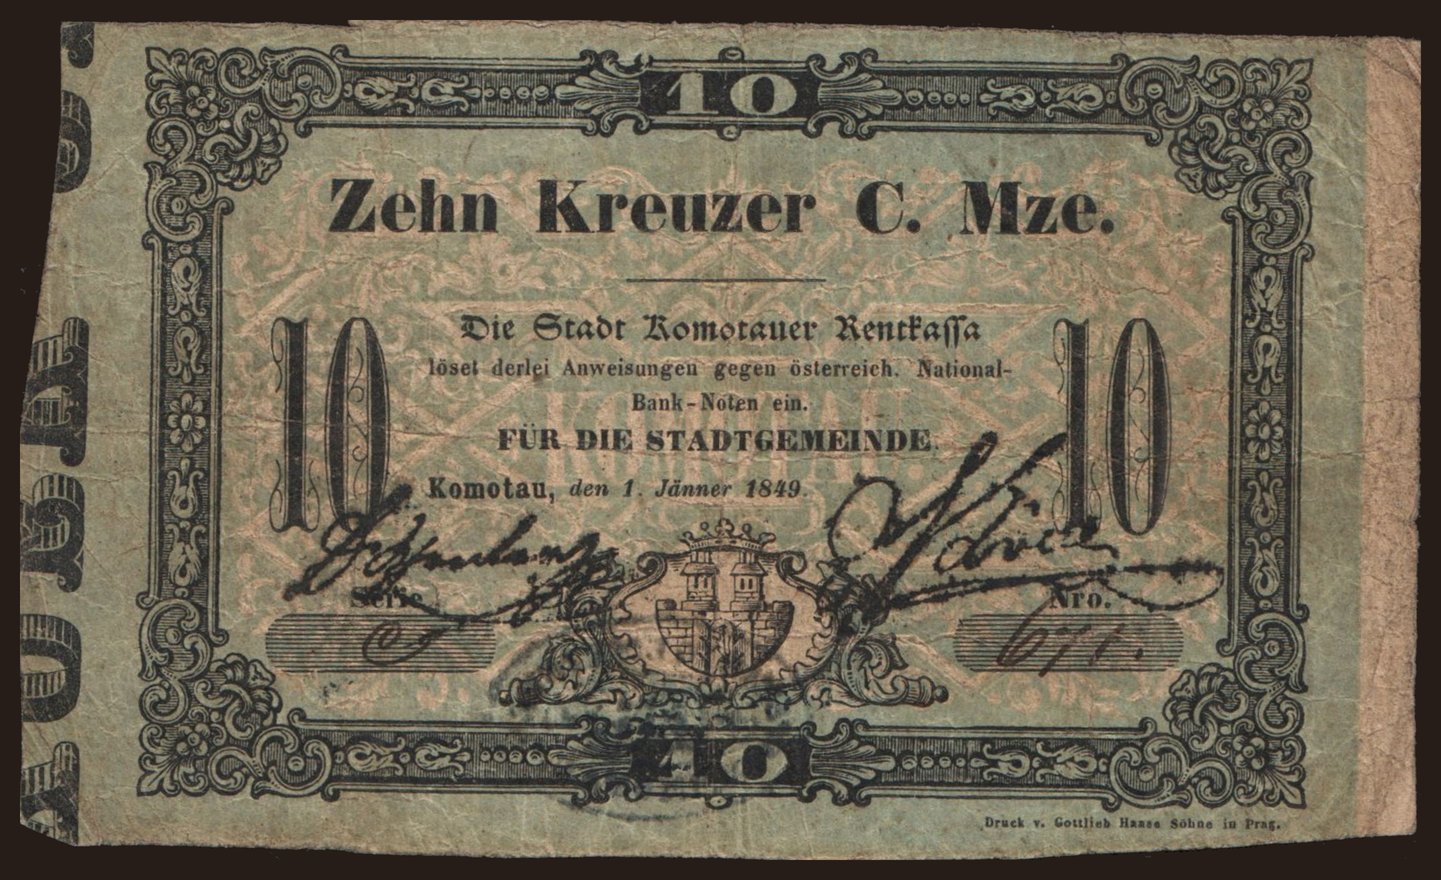 10
Zehn Kreuzer C. Mze.
10
10
Die Stadt Komotauer Rentkassa
löset derlei Anweisungen gegen österreich. National-
Bank-Noten ein.
KOMOTAU.
FÜR DIE STADTGEMEINDE.
Komotau, den 1. Jänner 1849.
Serie
Nro.
671.
10
Druck v. Gottlieb Haase Söhne in Prag.